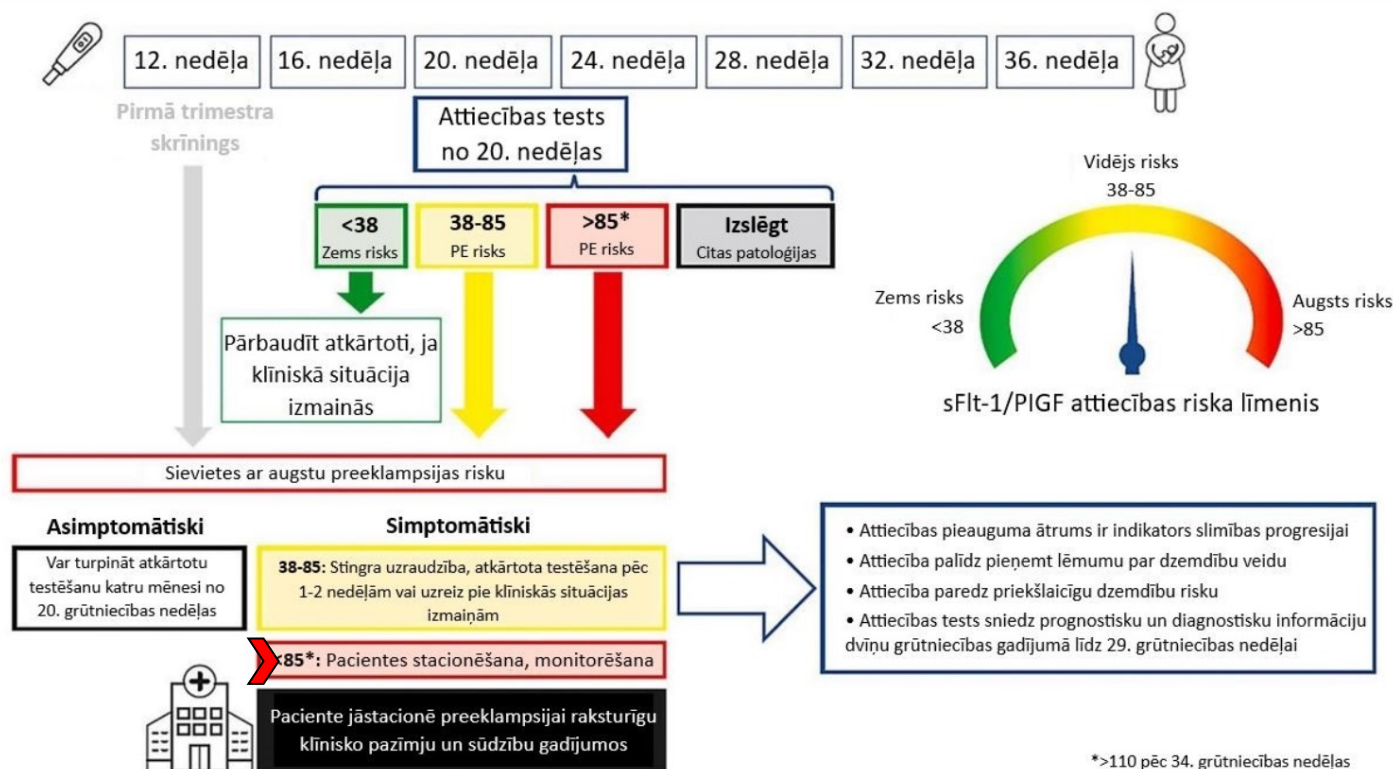 12. nedēļa
16. nedēļa
20. nedēļa
24. nedēļa
28. nedēļa
32. nedēļa
36. nedēļa
Pirmā trimestra
skrīnings
Attiecības tests
no 20. nedēļas
<38
Zems risks
38-85
PE risks
>85*
PE risks
Izslēgt
Citas patoloģijas
Pārbaudīt atkārtoti, ja
klīniskā situācija
izmainās
Vidējs risks
38-85
Zems risks
<38
Augsts risks
>85
sFlt-1/PlGF attiecības riska līmenis
Sievietes ar augstu preeklampsijas risku
Asimptomātiski
Var turpināt atkārtotu
testēšanu katru mēnesi no
20. grūtniecības nedēļas
Simptomātiski
38-85: Stingra uzraudzība, atkārtota testēšana pēc
1-2 nedēļām vai uzreiz pie klīniskās situācijas
izmaiņām
85*: Pacientes stacionēšana, monitorēšana
Paciente jāstacionē preeklampsijai raksturīgu
klīnisko pazīmju un sūdzību gadījumos
• Attiecības pieauguma ātrums ir indikators slimības progresijai
• Attiecība palīdz pieņemt lēmumu par dzemdību veidu
• Attiecība paredz priekšlaicīgu dzemdību risku
• Attiecības tests sniedz prognostisku un diagnostisku informāciju
dvīņu grūtniecības gadījumā līdz 29. grūtniecības nedēļai
*>110 pēc 34. grūtniecības nedēļas